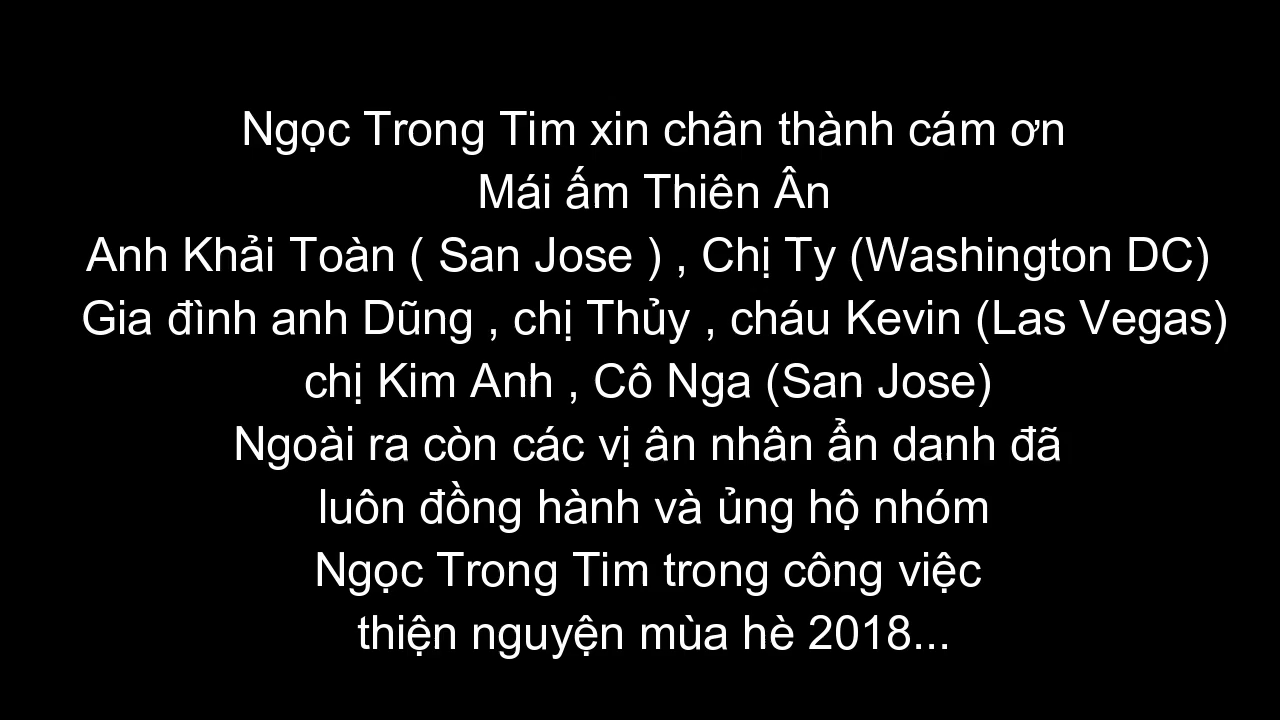 Ngọc Trong Tim xin chân thành cám ơn
Mái ấm Thiên Ân
Anh Khải Toàn ( San Jose ) , Chị Ty (Washington DC)
Gia đình anh Dũng , chị Thủy , cháu Kevin (Las Vegas)
chị Kim Anh , Cô Nga (San Jose)
Ngoài ra còn các vị ân nhân ẩn danh đã
luôn đồng hành và ủng hộ nhóm
Ngọc Trong Tim trong công việc
thiện nguyện mùa hè 2018...